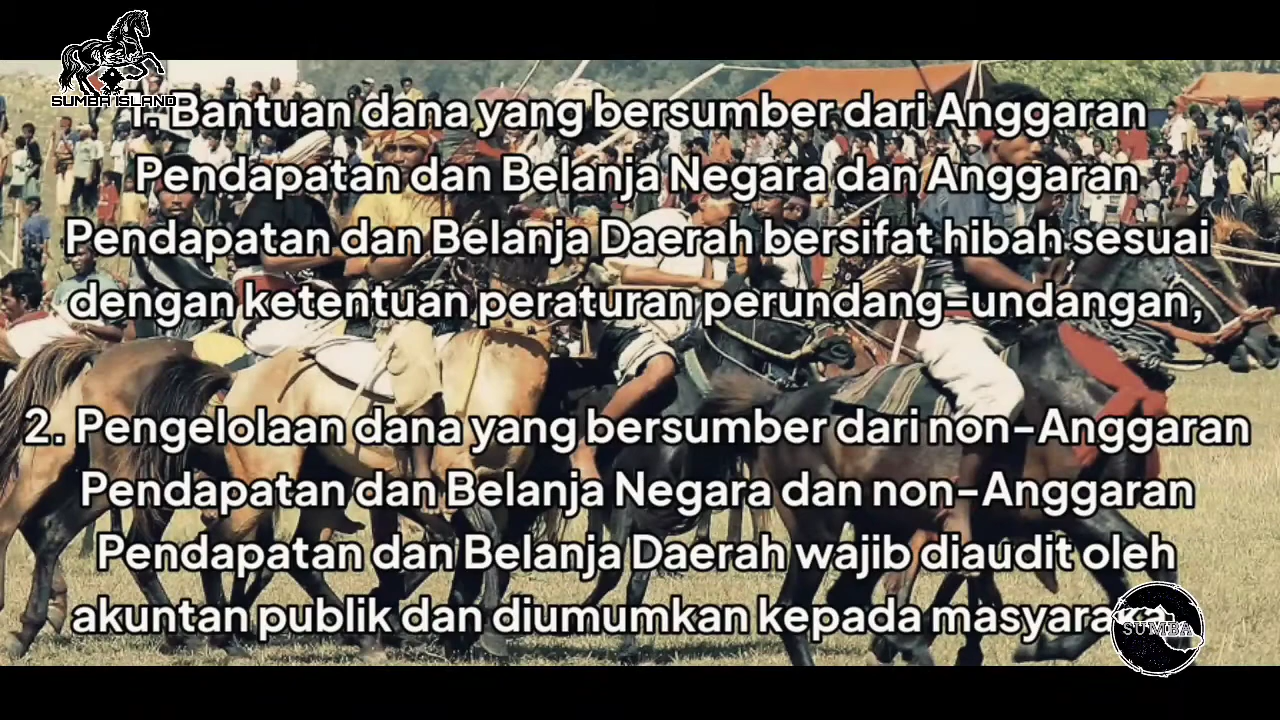 SUMBA ISLAND
1. Bantuan dana yang bersumber dari Anggaran
Pendapatan dan Belanja Negara dan Anggaran
Pendapatan dan Belanja Daerah bersifat hibah sesuai
dengan ketentuan peraturan perundang-undangan,
2. Pengelolaan dana yang bersumber dari non-Anggaran
Pendapatan dan Belanja Negara dan non-Anggaran
Pendapatan dan Belanja Daerah wajib diaudit oleh
akuntan publik dan diumumkan kepada
SUMBA